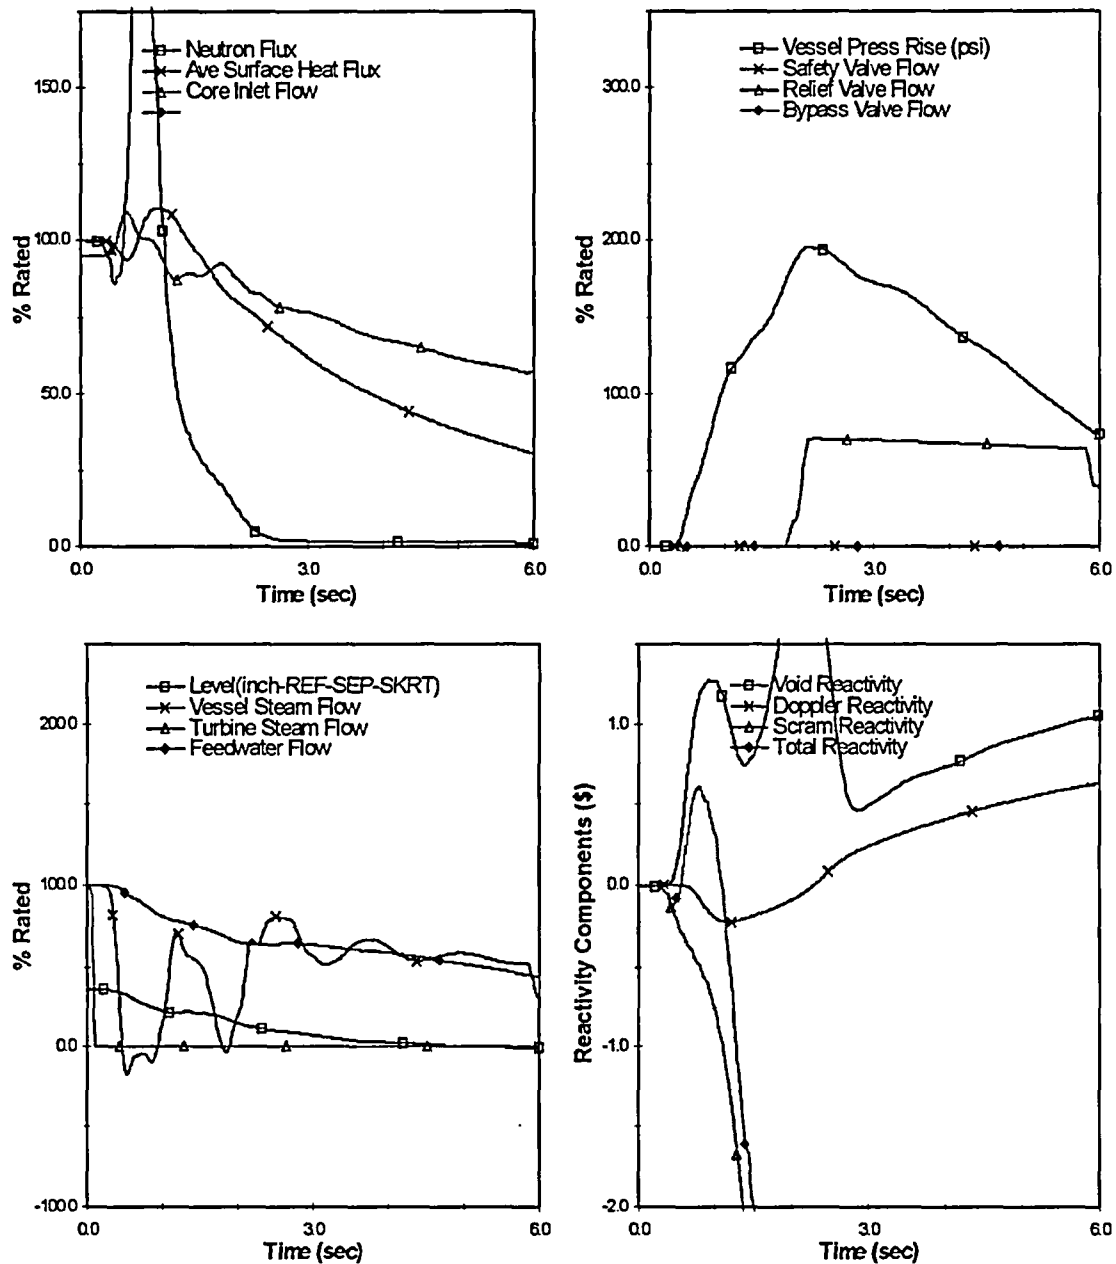 Neutron Flux
Ave Surface Heat Flux
Core Inlet Flow
150.0
100.0
50.0
0.0
% Rated
0.0
3.0
6.0
Time (sec)
Vessel Press Rise (psi)
Safety Valve Flow
Relief Valve Flow
Bypass Valve Flow
300.0
200.0
100.0
0.0
% Rated
0.0
3.0
6.0
Time (sec)
Level(inch-REF-SEP-SKRT)
Vessel Steam Flow
Turbine Steam Flow
Feedwater Flow
200.0
100.0
0.0
-100.0
% Rated
0.0
3.0
6.0
Time (sec)
Void Reactivity
Doppler Reactivity
Scram Reactivity
Total Reactivity
1.0
0.0
-1.0
-2.0
Reactivity Components ($)
0.0
3.0
6.0
Time (sec)